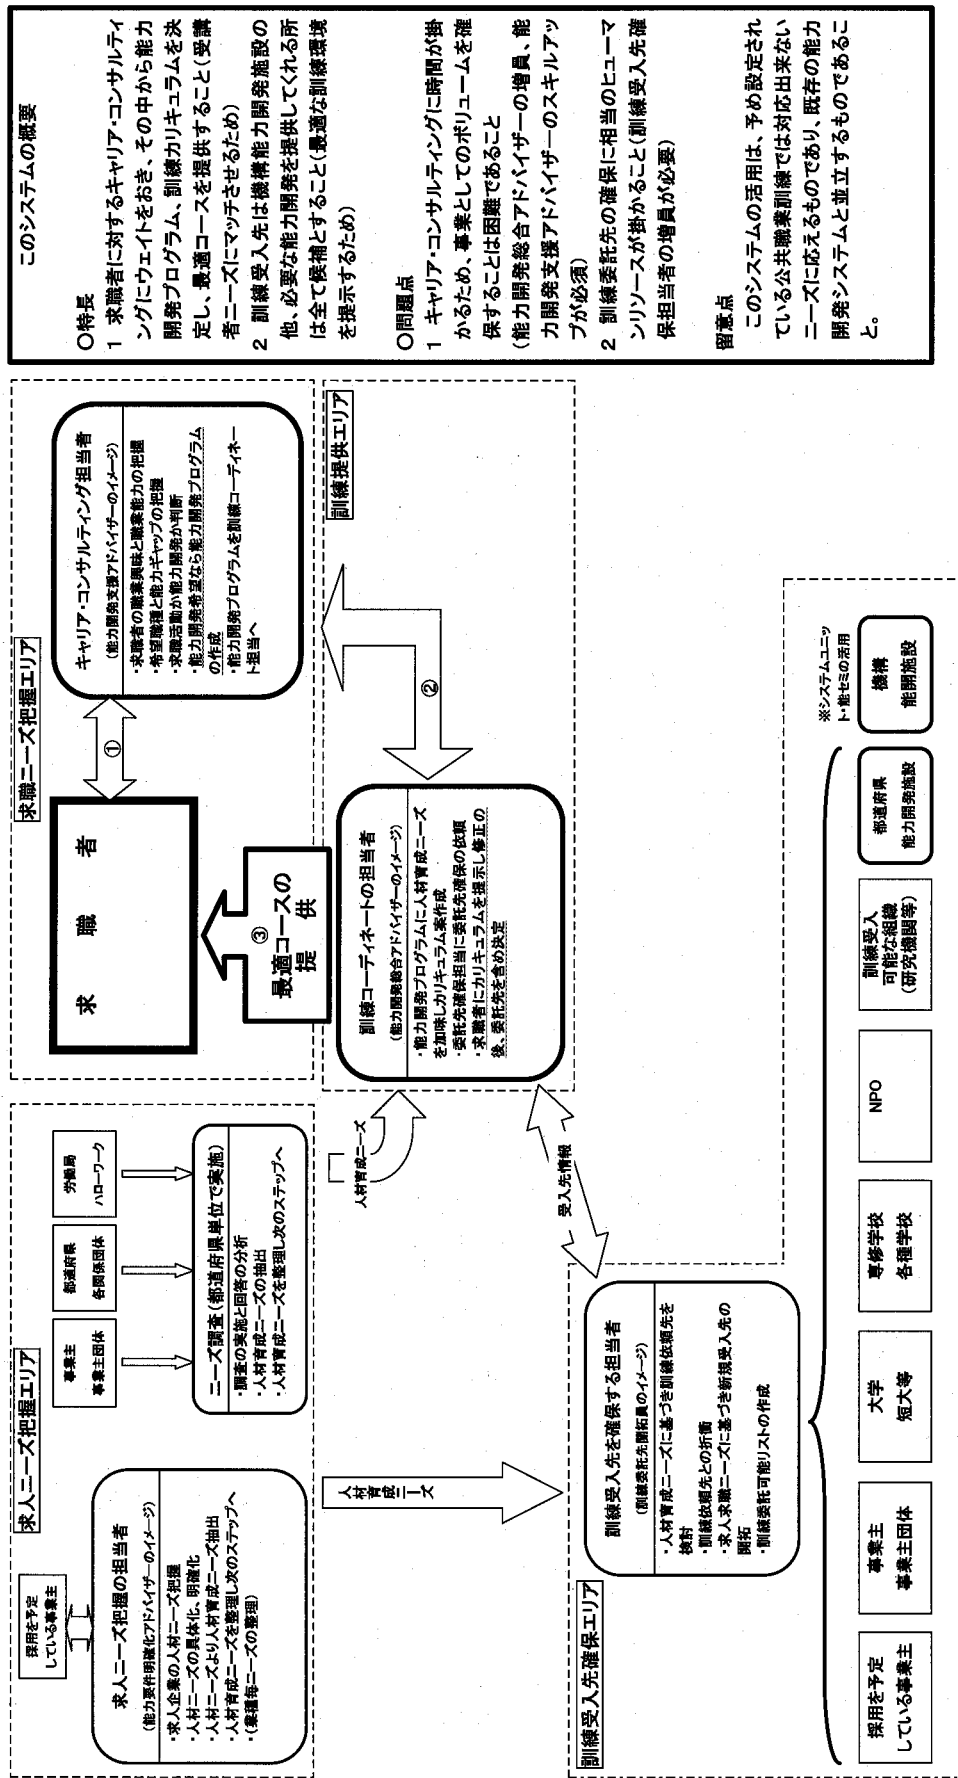 求人ニーズ把握エリア
採用を予定
している事業主
求人ニーズ把握の担当者
(能力要件明確化アドバイザーのイメージ)
・求人企業の人材ニーズ把握
・人材ニーズの具体化、明確化
・人材ニーズより人材育成ニーズ抽出
・人材育成ニーズを整理し次のステップへ
・(業種毎ニーズの整理)
事業主
事業主団体
都道府県
各関係団体
労働局
ハローワーク
ニーズ調査(都道府県単位で実施)
・調査の実施と回答の分析
・人材育成ニーズの抽出
・人材育成ニーズを整理し次のステップへ
人材育成ニーズ
人材育成ニーズ
求職ニーズ把握エリア
求職者
①
キャリア・コンサルティング担当者
(能力開発支援アドバイザーのイメージ)
・求職者の職業興味と職業能力の把握
・希望職種と能力ギャップの把握
・求職活動か能力開発か判断
・能力開発希望なら能力開発プログラム
の作成
・能力開発プログラムを訓練コーディネー
ト担当へ
③
最適コースの
提 供
②
訓練提供エリア
訓練コーディネートの担当者
(能力開発総合アドバイザーのイメージ)
・能力開発プログラムに人材育成ニーズ
を加味しカリキュラム案作成
・委託先確保担当に委託先確保の依頼
・求職者にカリキュラムを提示し修正の
後、委託先を含め決定
受入先情報
訓練受入先確保エリア
訓練受入先を確保する担当者
(訓練委託先開拓員のイメージ)
・人材育成ニーズに基づき訓練依頼先を
検討
・訓練依頼先との折衝
・求人求職ニーズに基づき新規受入先の
開拓
・訓練委託可能リストの作成
採用を予定
している事業主
事業主
事業主団体
大学
短大等
専修学校
各種学校
NPO
訓練受入
可能な組織
(研究機関等)
都道府県
能力開発施設
※システムユニッ
ト・能セミの活用
機構
能開施設
このシステムの概要
○特長
1 求職者に対するキャリア・コンサルティ
ングにウェイトをおき、その中から能力
開発プログラム、訓練カリキュラムを決
定し、最適コースを提供すること(受講
者ニーズにマッチさせるため)
2 訓練受入先は機構能力開発施設の
他、必要な能力開発を提供してくれる所
は全て候補とすること(最適な訓練環境
を提示するため)
○問題点
1 キャリア・コンサルティングに時間が掛
かるため、事業としてのボリュームを確
保することは困難であること
(能力開発総合アドバイザーの増員、能
力開発支援アドバイザーのスキルアッ
プが必須)
2 訓練委託先の確保に相当のヒューマ
ンリソースが掛かること(訓練受入先確
保担当者の増員が必要)
留意点
このシステムの活用は、予め設定され
ている公共職業訓練では対応出来ない
ニーズに応えるものであり、既存の能力
開発システムと並立するものであるこ
と。